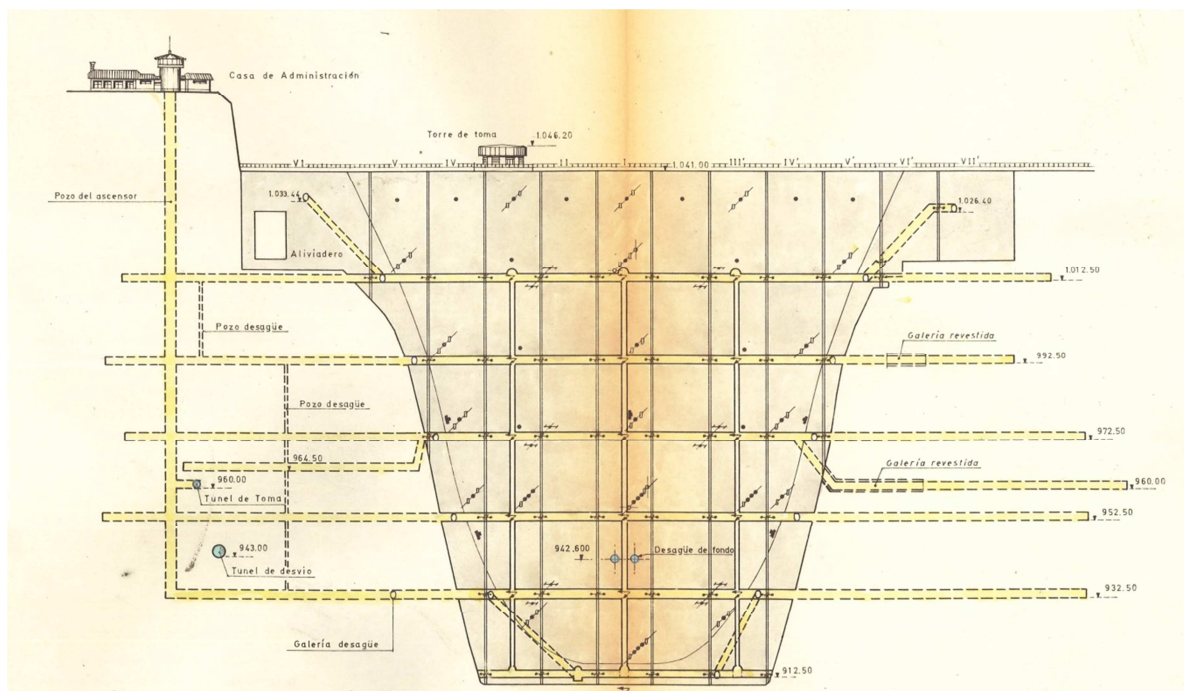 Casa de Administración
Torre de toma
1.046.20
VI
V
IV
II
I
1.041.00
III'
IV'
V'
VI'
VII'
Pozo del ascensor
1.033.44
1.026.40
Aliviadero
1.012.50
Pozo desagüe
Galería revestida
992.50
Pozo desagüe
972.50
964.50
Galería revestida
960.00
960.00
Tunel de Toma
952.50
943.00
942.600
Desagüe de fondo
Tunel de desvio
932.50
Galería desagüe
912.50